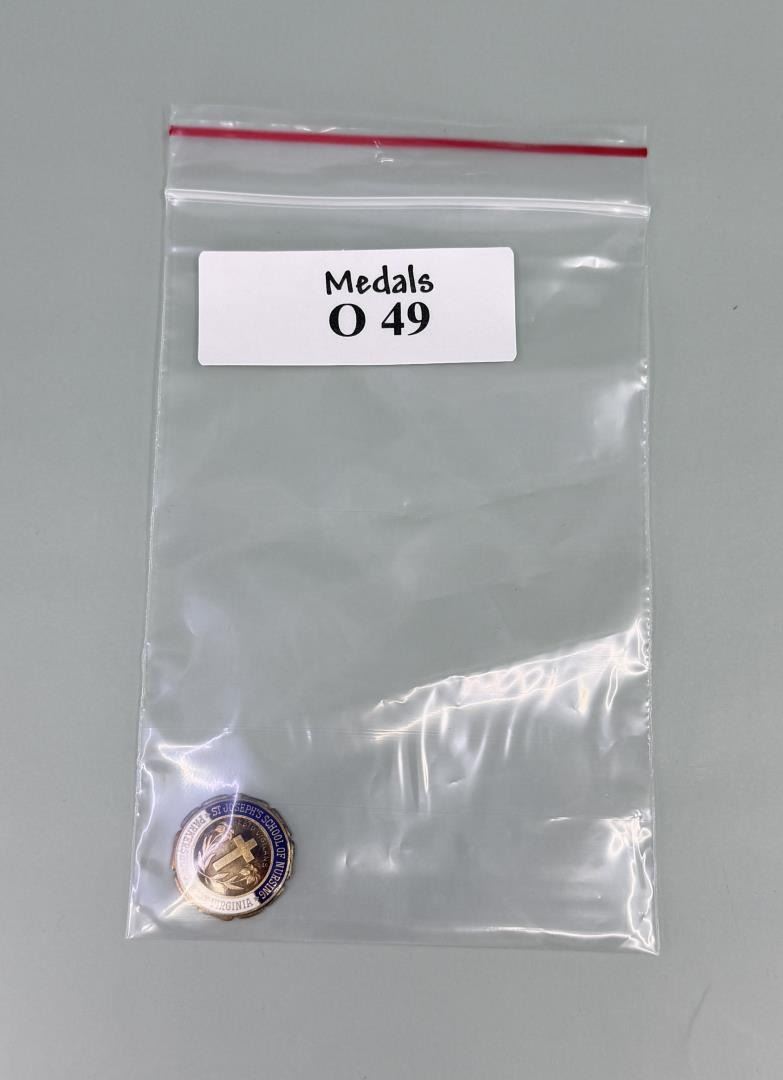 Medals
O 49
ST JOSEPH'S SCHOOL OF NURSING
VIRGINIA